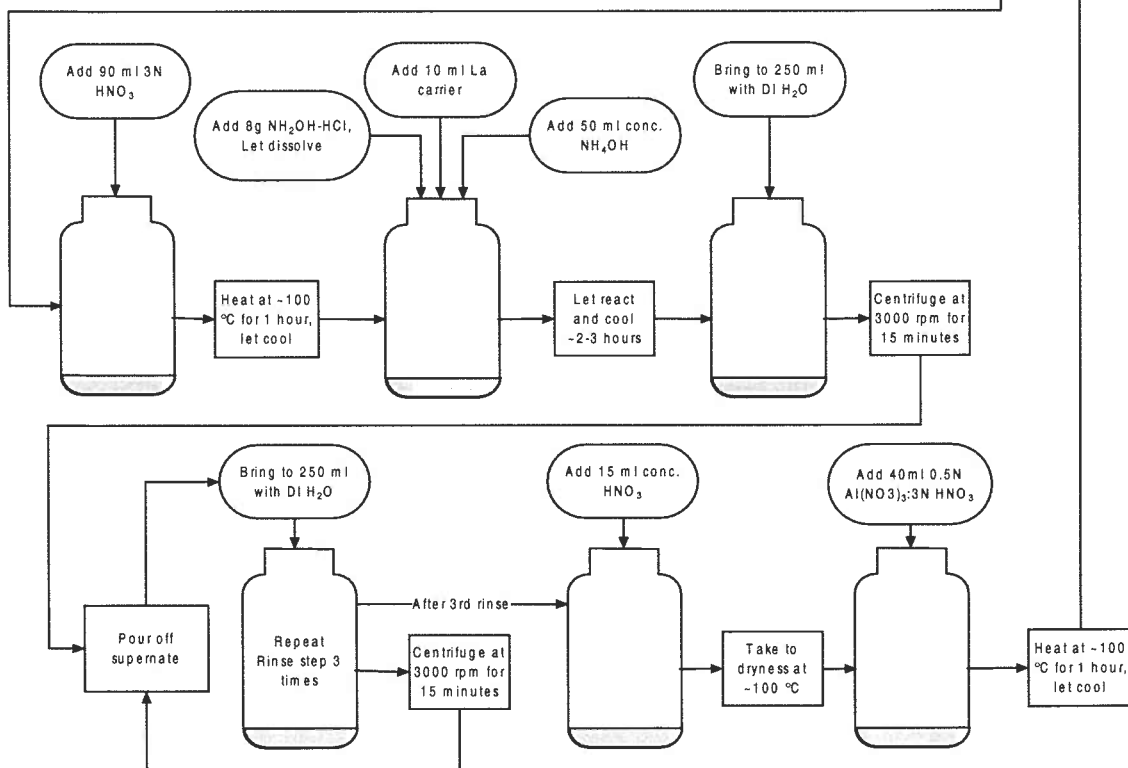 Add 90 ml 3N
HNO₃
Add 8g NH₂OH-HCl,
Let dissolve
Add 10 ml La
carrier
Add 50 ml conc.
NH₄OH
Bring to 250 ml
with DI H₂O
Heat at ~100
°C for 1 hour,
let cool
Let react
and cool
~2-3 hours
Centrifuge at
3000 rpm for
15 minutes
Pour off
supernate
Bring to 250 ml
with DI H₂O
Repeat
Rinse step 3
times
After 3rd rinse
Centrifuge at
3000 rpm for
15 minutes
Add 15 ml conc.
HNO₃
Take to
dryness at
~100 °C
Add 40ml 0.5N
Al(NO3)₃:3N HNO₃
Heat at ~100
°C for 1 hour,
let cool